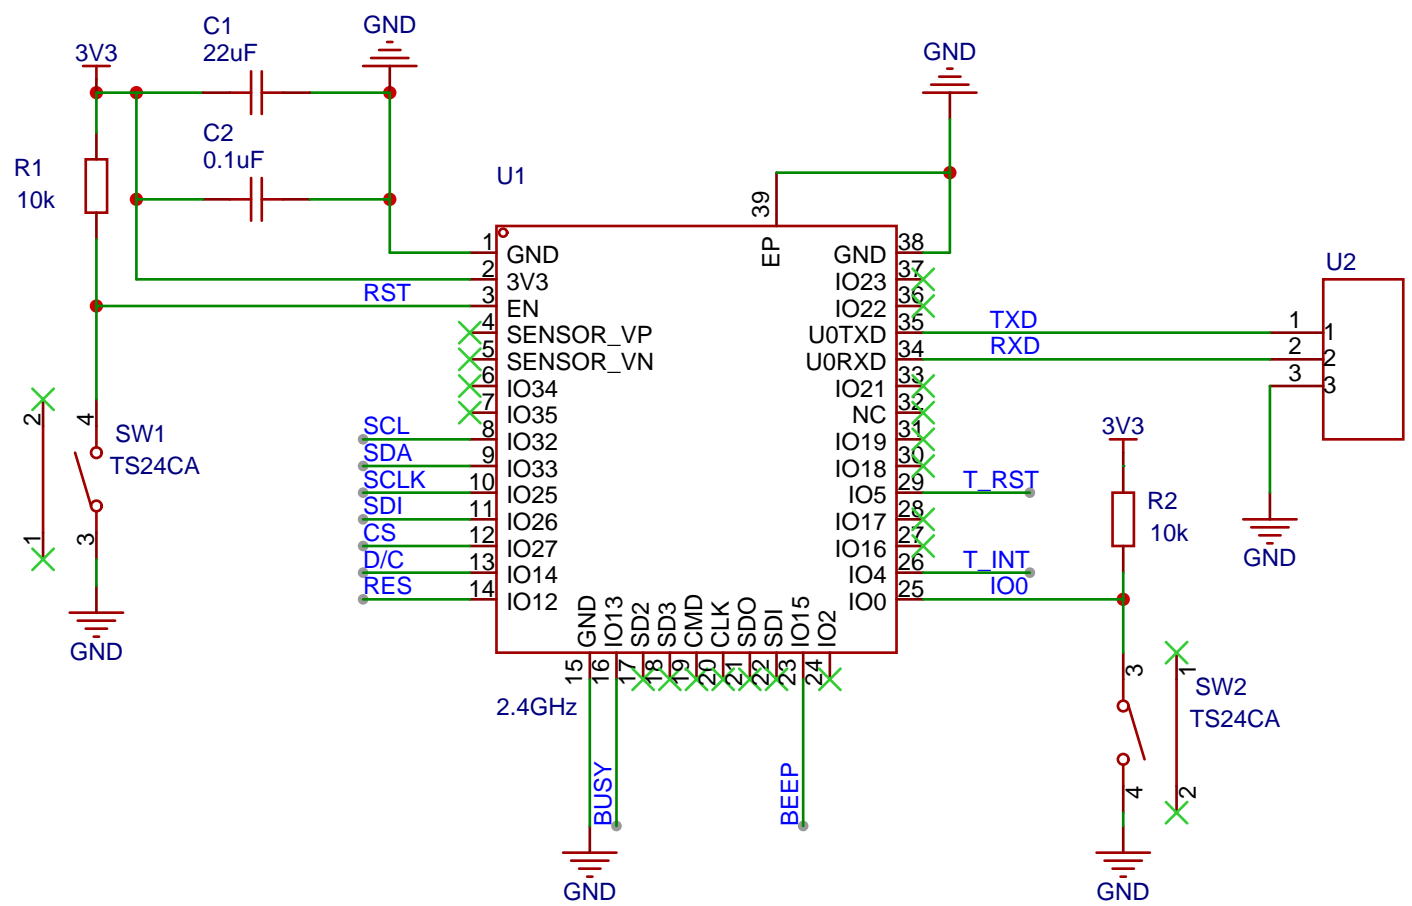 C1
22uF
GND
3V3
GND
C2
0.1uF
R1
10k
U1
39
EP
1 GND
2 3V3
RST 3 EN
4 SENSOR_VP
5 SENSOR_VN
6 IO34
7 IO35
SCL 8 IO32
SDA 9 IO33
SCLK 10 IO25
SDI 11 IO26
CS 12 IO27
D/C 13 IO14
RES 14 IO12
GND 38
IO23 37
IO22 36
U0TXD 35 TXD
U0RXD 34 RXD
IO21 33
NC 32
IO19 31
IO18 30
IO5 29 T_RST
IO17 28
IO16 27
IO4 26 T_INT
IO0 25 IO0
GND 15
IO13 16
SD2 17
SD3 18
CMD 19
CLK 20
SDO 21
SDI 22
IO15 23
IO2 24
2.4GHz
BUSY
BEEP
GND
2
1
4
3
SW1
TS24CA
GND
U2
1 1
2 2
3 3
GND
3V3
R2
10k
3
4
1
2
SW2
TS24CA
GND